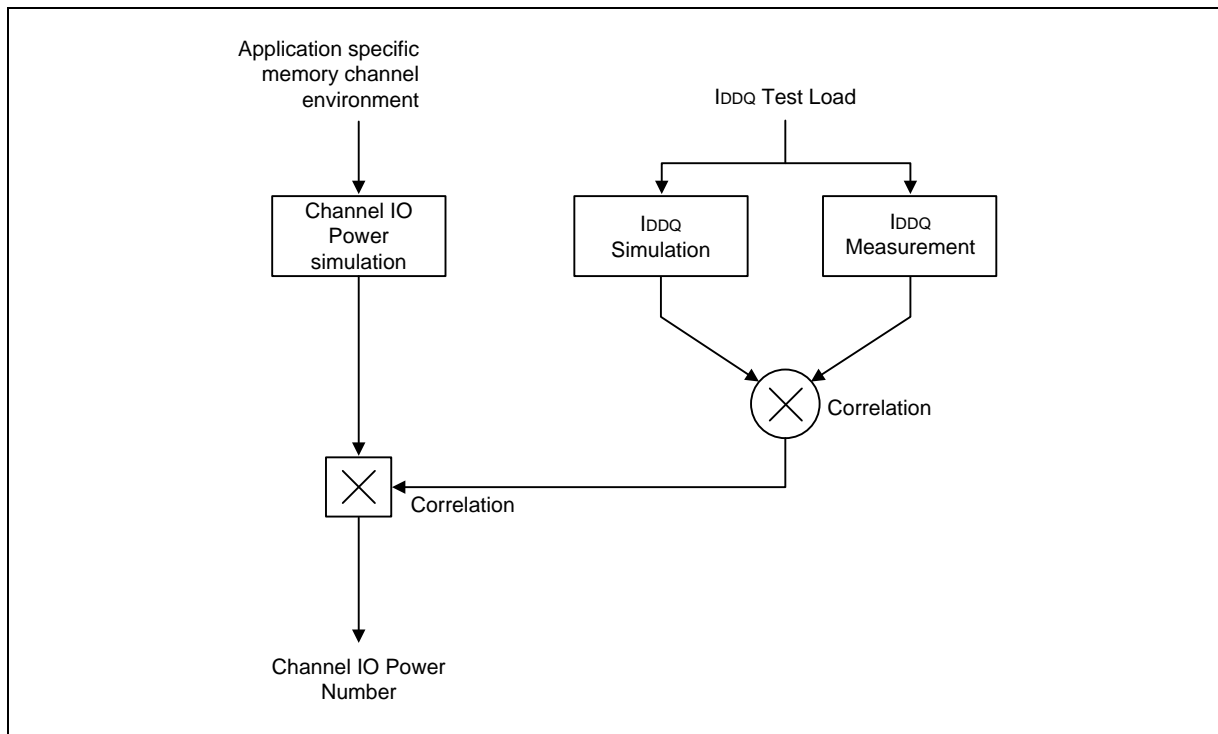 Application specific
memory channel
environment
IDDQ Test Load
Channel IO
Power
simulation
IDDQ
Simulation
IDDQ
Measurement
Correlation
Correlation
Channel IO Power
Number